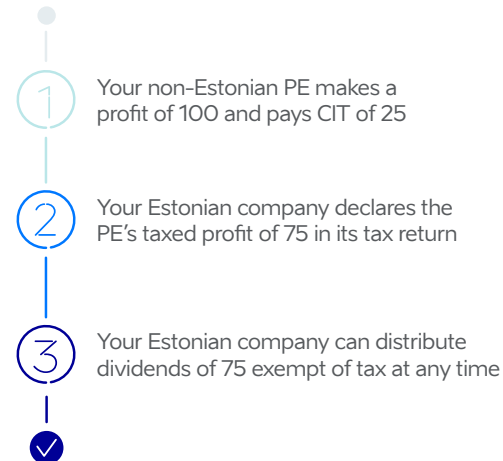 1
Your non-Estonian PE makes a
profit of 100 and pays CIT of 25
2
Your Estonian company declares the
PE's taxed profit of 75 in its tax return
3
Your Estonian company can distribute
dividends of 75 exempt of tax at any time